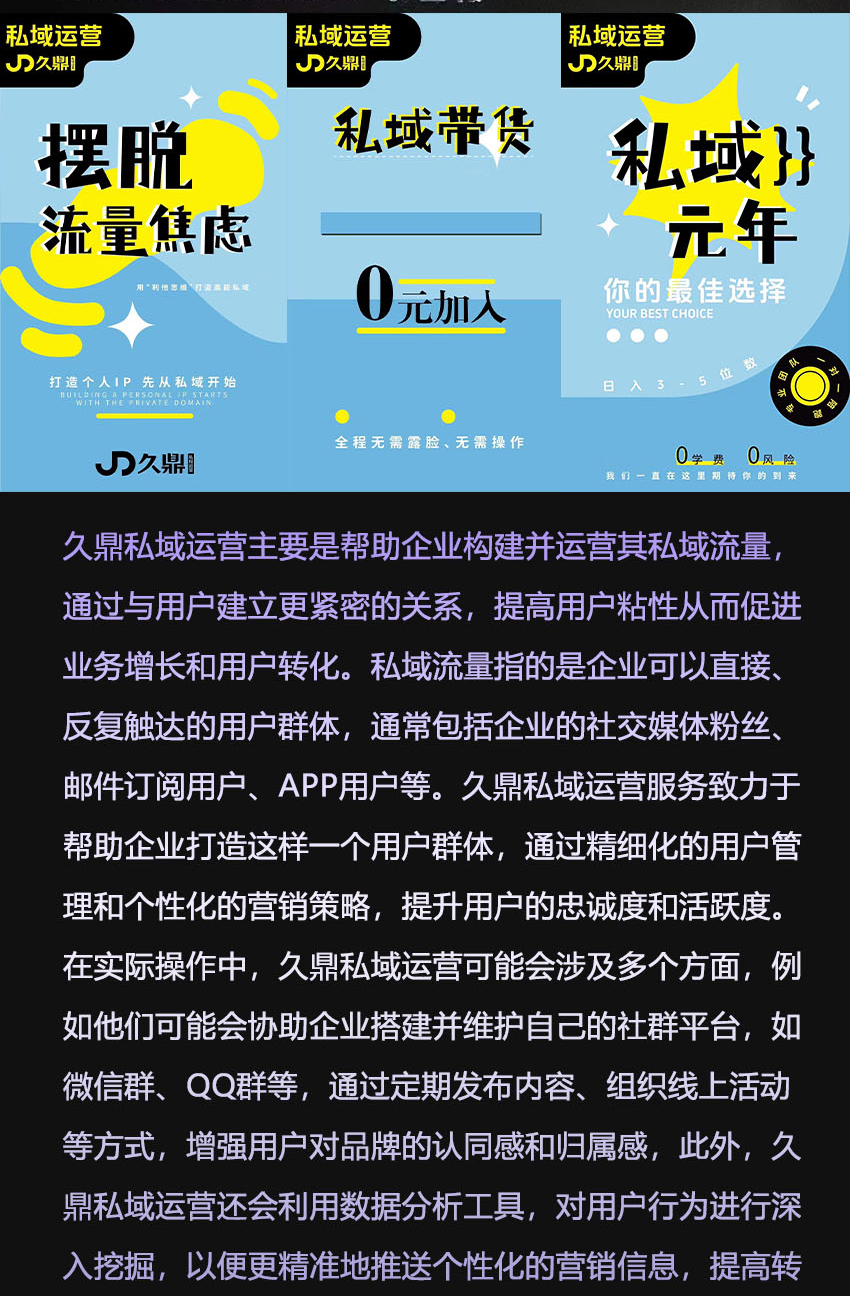 私域运营
JD久鼎
摆脱
流量焦虑
用“利他思维”打造高能私域
打造个人IP 先从私域开始
BUILDING A PERSONAL IP STARTS
WITH THE PRIVATE DOMAIN
JD久鼎
私域运营
JD久鼎
私域带货
0元加入
全程无需露脸、无需操作
私域运营
JD久鼎
私域}}
元年
你的最佳选择
YOUR BEST CHOICE
日入3-5位数
专业团队 一对一陪跑
0学费 0风险
我们一直在这里期待你的到来
久鼎私域运营主要是帮助企业构建并运营其私域流量，
通过与用户建立更紧密的关系，提高用户粘性从而促进
业务增长和用户转化。私域流量指的是企业可以直接、
反复触达的用户群体，通常包括企业的社交媒体粉丝、
邮件订阅用户、APP用户等。久鼎私域运营服务致力于
帮助企业打造这样一个用户群体，通过精细化的用户管
理和个性化的营销策略，提升用户的忠诚度和活跃度。
在实际操作中，久鼎私域运营可能会涉及多个方面，例
如他们可能会协助企业搭建并维护自己的社群平台，如
微信群、QQ群等，通过定期发布内容、组织线上活动
等方式，增强用户对品牌的认同感和归属感，此外，久
鼎私域运营还会利用数据分析工具，对用户行为进行深
入挖掘，以便更精准地推送个性化的营销信息，提高转